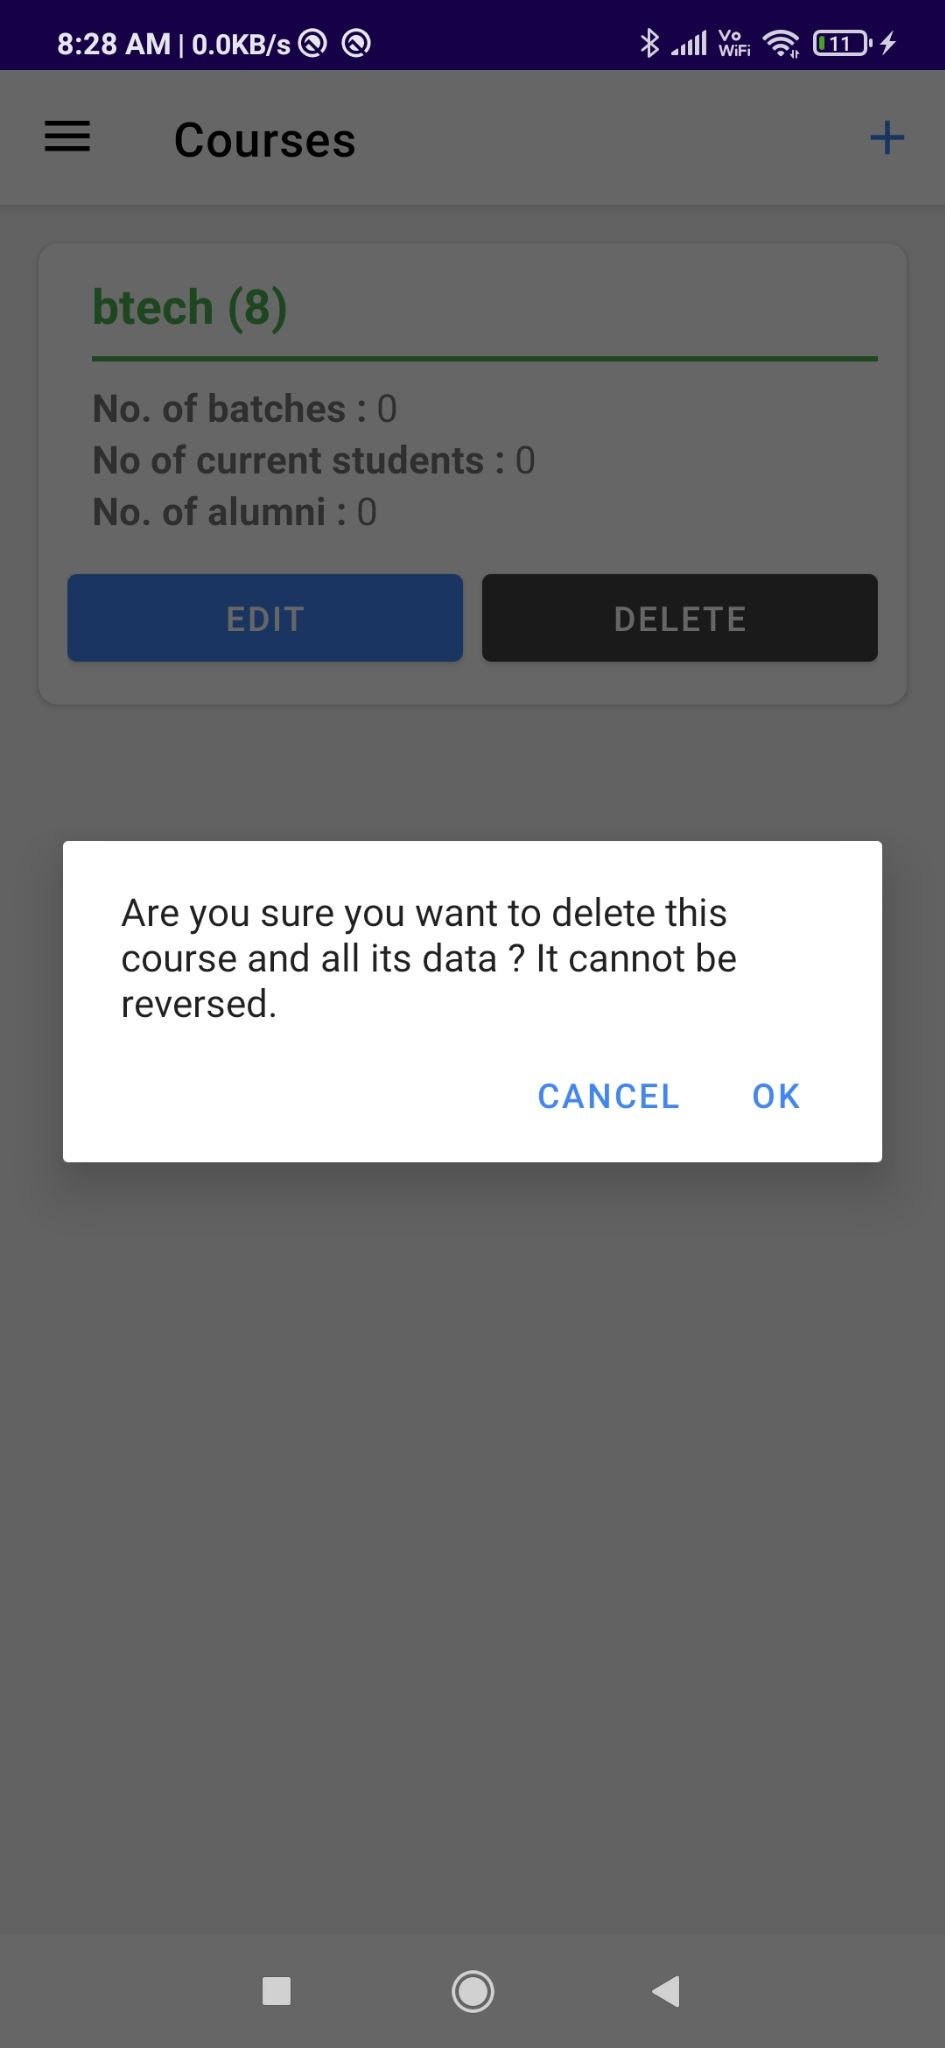 8:28 AM | 0.0KB/s Vo WiFi 11
Courses +
btech (8)
No. of batches : 0
No of current students : 0
No. of alumni : 0
EDIT DELETE
Are you sure you want to delete this
course and all its data ? It cannot be
reversed.
CANCEL OK